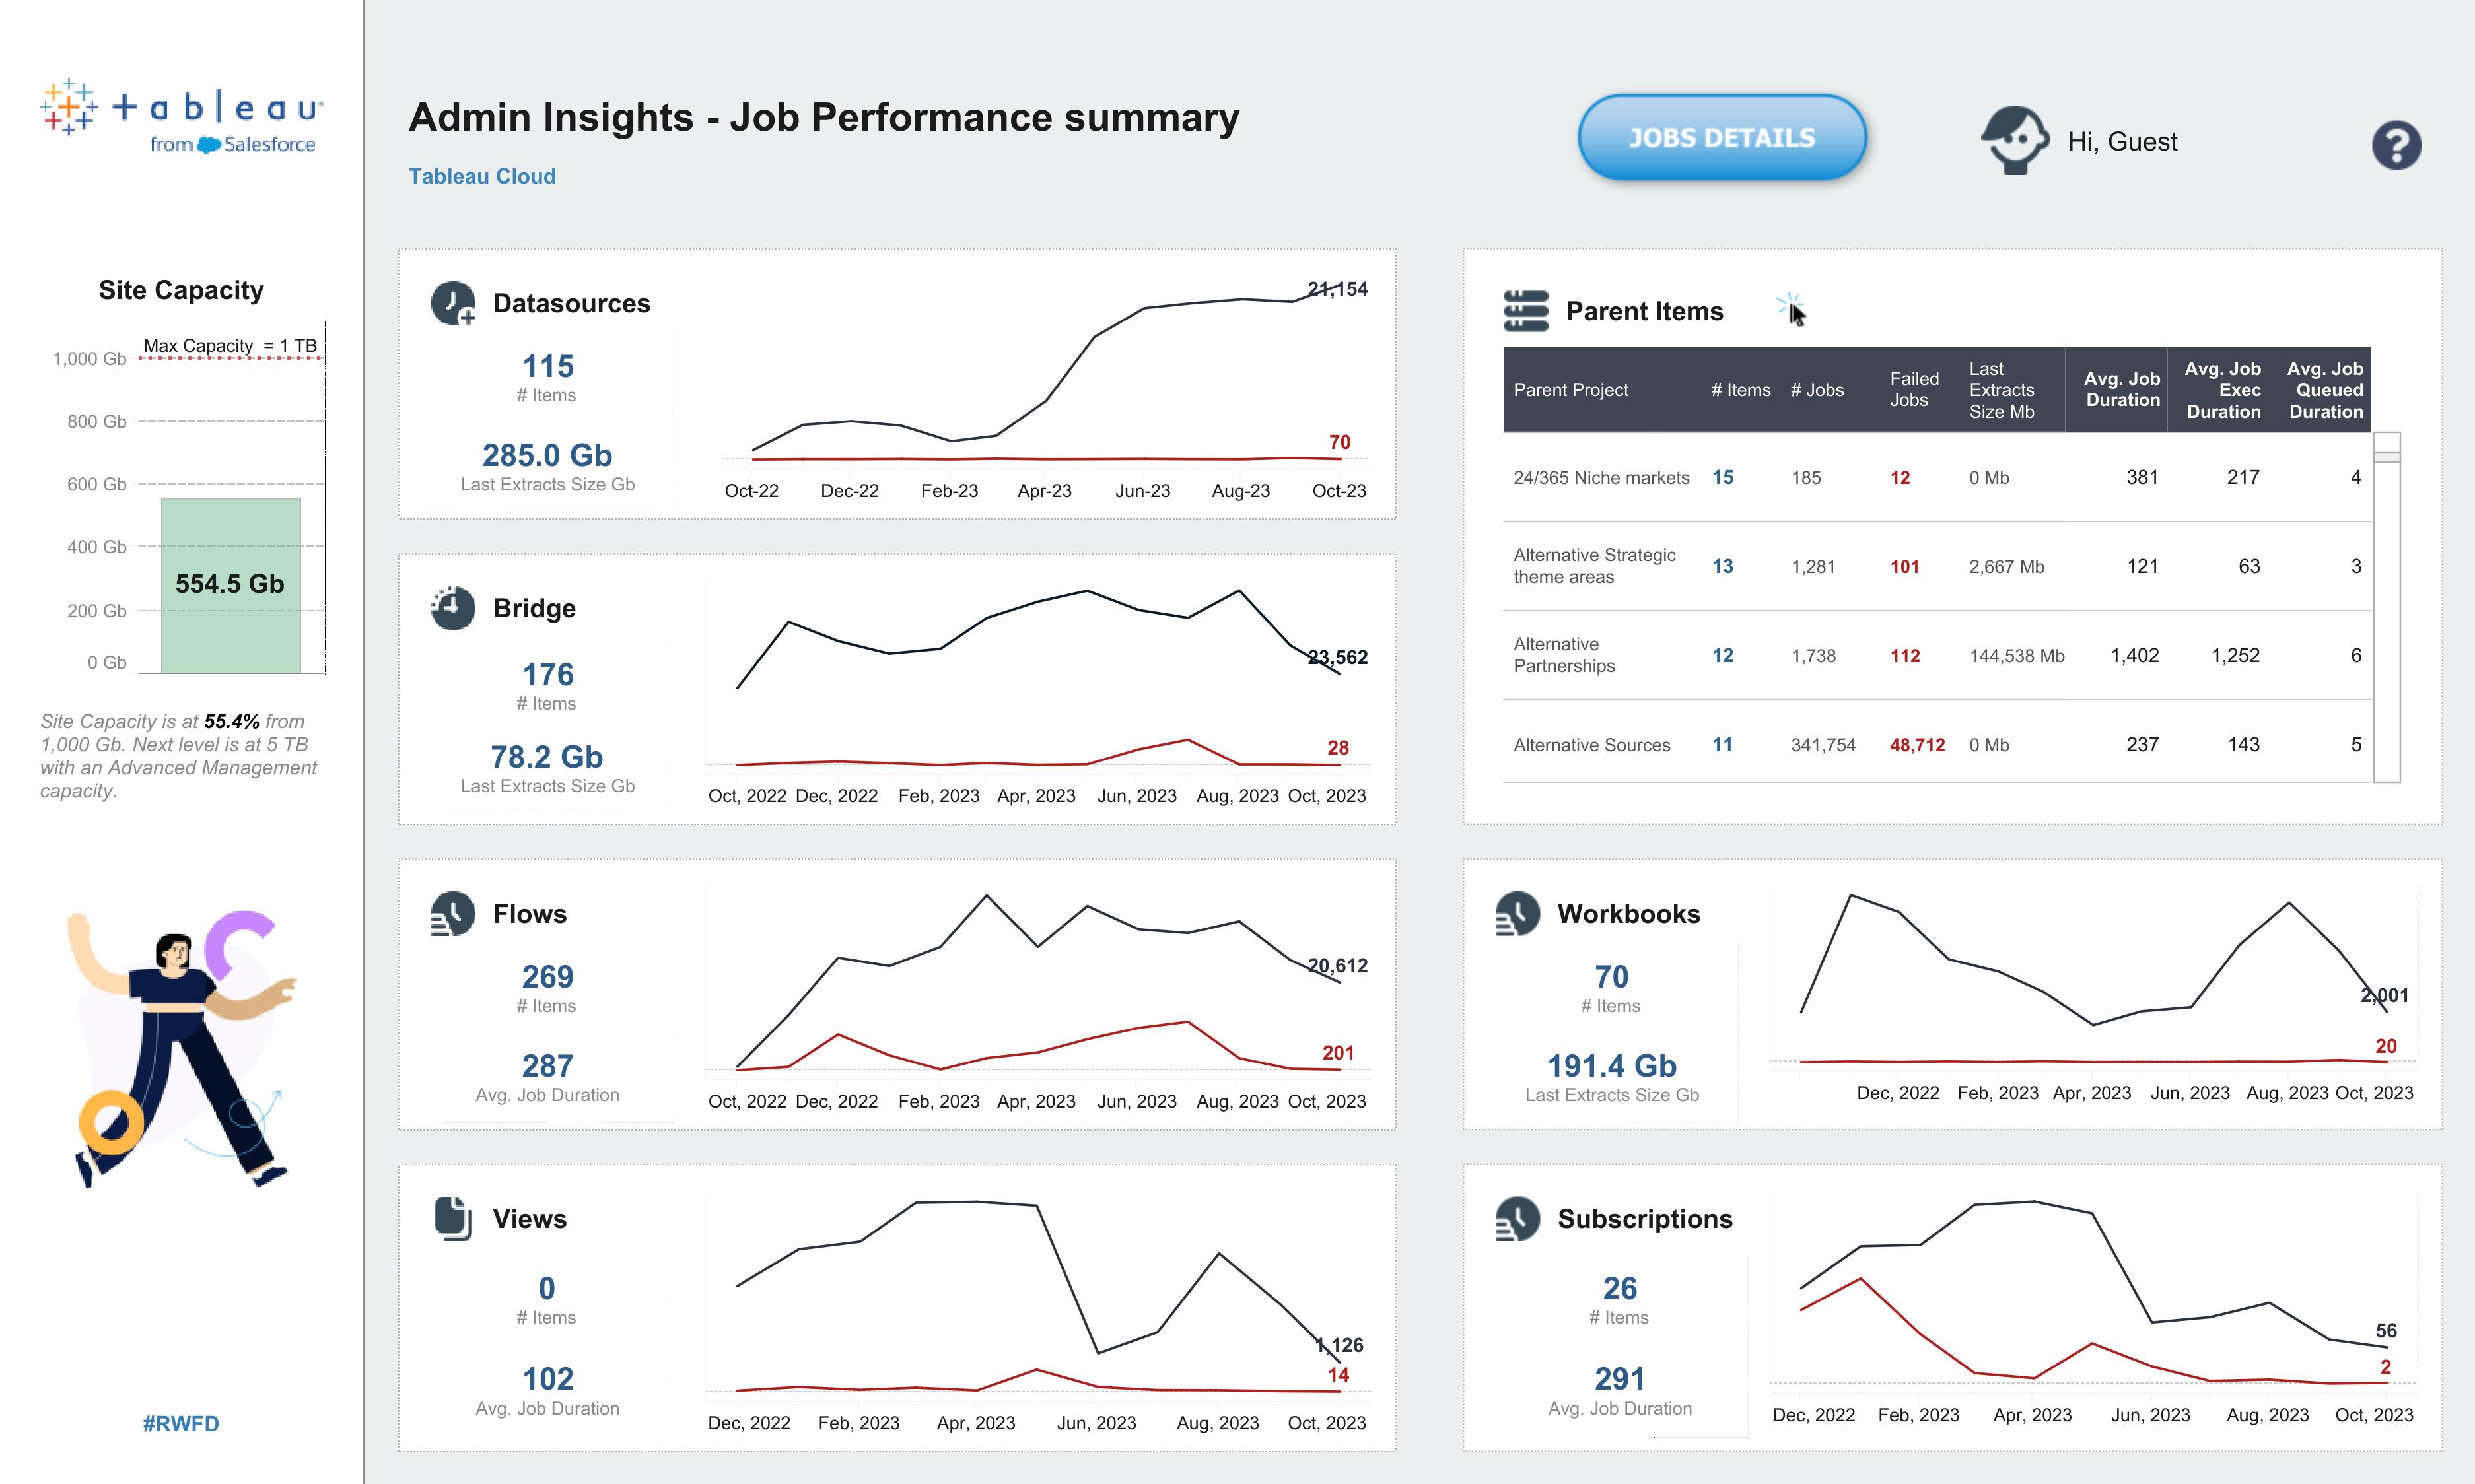 tableau
from Salesforce
Admin Insights - Job Performance summary
Tableau Cloud
JOBS DETAILS
Hi, Guest
?
Site Capacity
Max Capacity = 1 TB
1,000 Gb
800 Gb
600 Gb
400 Gb
200 Gb
0 Gb
554.5 Gb
Site Capacity is at 55.4% from
1,000 Gb. Next level is at 5 TB
with an Advanced Management
capacity.
#RWFD
Datasources
115
# Items
285.0 Gb
Last Extracts Size Gb
21,154
70
Oct-22 Dec-22 Feb-23 Apr-23 Jun-23 Aug-23 Oct-23
Bridge
176
# Items
78.2 Gb
Last Extracts Size Gb
23,562
28
Oct, 2022 Dec, 2022 Feb, 2023 Apr, 2023 Jun, 2023 Aug, 2023 Oct, 2023
Parent Items
Parent Project # Items # Jobs Failed Jobs Last Extracts Size Mb Avg. Job Duration Avg. Job Exec Duration Avg. Job Queued Duration
24/365 Niche markets 15 185 12 0 Mb 381 217 4
Alternative Strategic theme areas 13 1,281 101 2,667 Mb 121 63 3
Alternative Partnerships 12 1,738 112 144,538 Mb 1,402 1,252 6
Alternative Sources 11 341,754 48,712 0 Mb 237 143 5
Flows
269
# Items
287
Avg. Job Duration
20,612
201
Oct, 2022 Dec, 2022 Feb, 2023 Apr, 2023 Jun, 2023 Aug, 2023 Oct, 2023
Workbooks
70
# Items
191.4 Gb
Last Extracts Size Gb
2,001
20
Dec, 2022 Feb, 2023 Apr, 2023 Jun, 2023 Aug, 2023 Oct, 2023
Views
0
# Items
102
Avg. Job Duration
1,126
14
Dec, 2022 Feb, 2023 Apr, 2023 Jun, 2023 Aug, 2023 Oct, 2023
Subscriptions
26
# Items
291
Avg. Job Duration
56
2
Dec, 2022 Feb, 2023 Apr, 2023 Jun, 2023 Aug, 2023 Oct, 2023